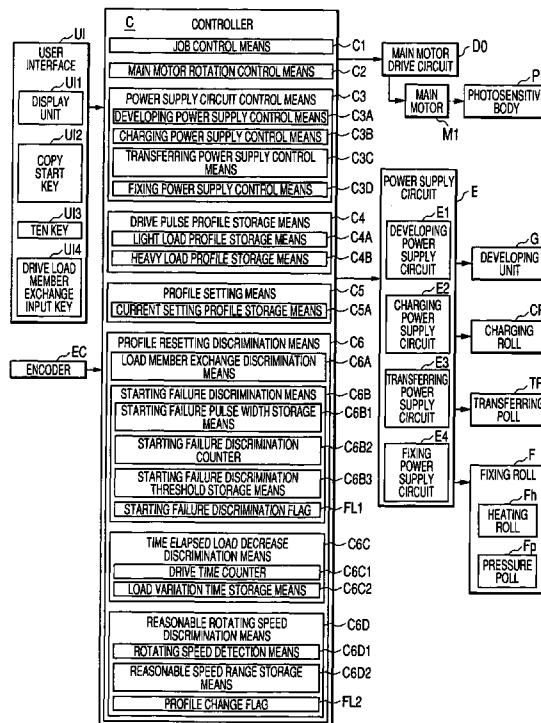 UI
USER
INTERFACE
UI1
DISPLAY
UNIT
UI2
COPY
START
KEY
UI3
TEN KEY
UI4
DRIVE LOAD
MEMBER
EXCHANGE
INPUT KEY
EC
ENCODER
C
CONTROLLER
JOB CONTROL MEANS
C1
MAIN MOTOR ROTATION CONTROL MEANS
C2
POWER SUPPLY CIRCUIT CONTROL MEANS
C3
DEVELOPING POWER SUPPLY CONTROL MEANS
C3A
CHARGING POWER SUPPLY CONTROL MEANS
C3B
TRANSFERRING POWER SUPPLY CONTROL
MEANS
C3C
FIXING POWER SUPPLY CONTROL MEANS
C3D
DRIVE PULSE PROFILE STORAGE MEANS
C4
LIGHT LOAD PROFILE STORAGE MEANS
C4A
HEAVY LOAD PROFILE STORAGE MEANS
C4B
PROFILE SETTING MEANS
C5
CURRENT SETTING PROFILE STORAGE MEANS
C5A
PROFILE RESETTING DISCRIMINATION MEANS
C6
LOAD MEMBER EXCHANGE DISCRIMINATION
MEANS
C6A
STARTING FAILURE DISCRIMINATION MEANS
C6B
STARTING FAILURE PULSE WIDTH STORAGE
MEANS
C6B1
STARTING FAILURE DISCRIMINATION
COUNTER
C6B2
STARTING FAILURE DISCRIMINATION
THRESHOLD STORAGE MEANS
C6B3
STARTING FAILURE DISCRIMINATION FLAG
FL1
TIME ELAPSED LOAD DECREASE
DISCRIMINATION MEANS
C6C
DRIVE TIME COUNTER
C6C1
LOAD VARIATION TIME STORAGE MEANS
C6C2
REASONABLE ROTATING SPEED
DISCRIMINATION MEANS
C6D
ROTATING SPEED DETECTION MEANS
C6D1
REASONABLE SPEED RANGE STORAGE
MEANS
C6D2
PROFILE CHANGE FLAG
FL2
D0
MAIN MOTOR
DRIVE CIRCUIT
MAIN
MOTOR
M1
P
PHOTOSENSITIVE
BODY
POWER SUPPLY
CIRCUIT
E
E1
DEVELOPING
POWER
SUPPLY
CIRCUIT
G
DEVELOPING
UNIT
E2
CHARGING
POWER
SUPPLY
CIRCUIT
CR
CHARGING ROLL
E3
TRANSFERRING
POWER
SUPPLY
CIRCUIT
TR
TRANSFERRING POLL
E4
FIXING
POWER
SUPPLY
CIRCUIT
F
FIXING ROLL
Fh
HEATING
ROLL
Fp
PRESSURE
POLL